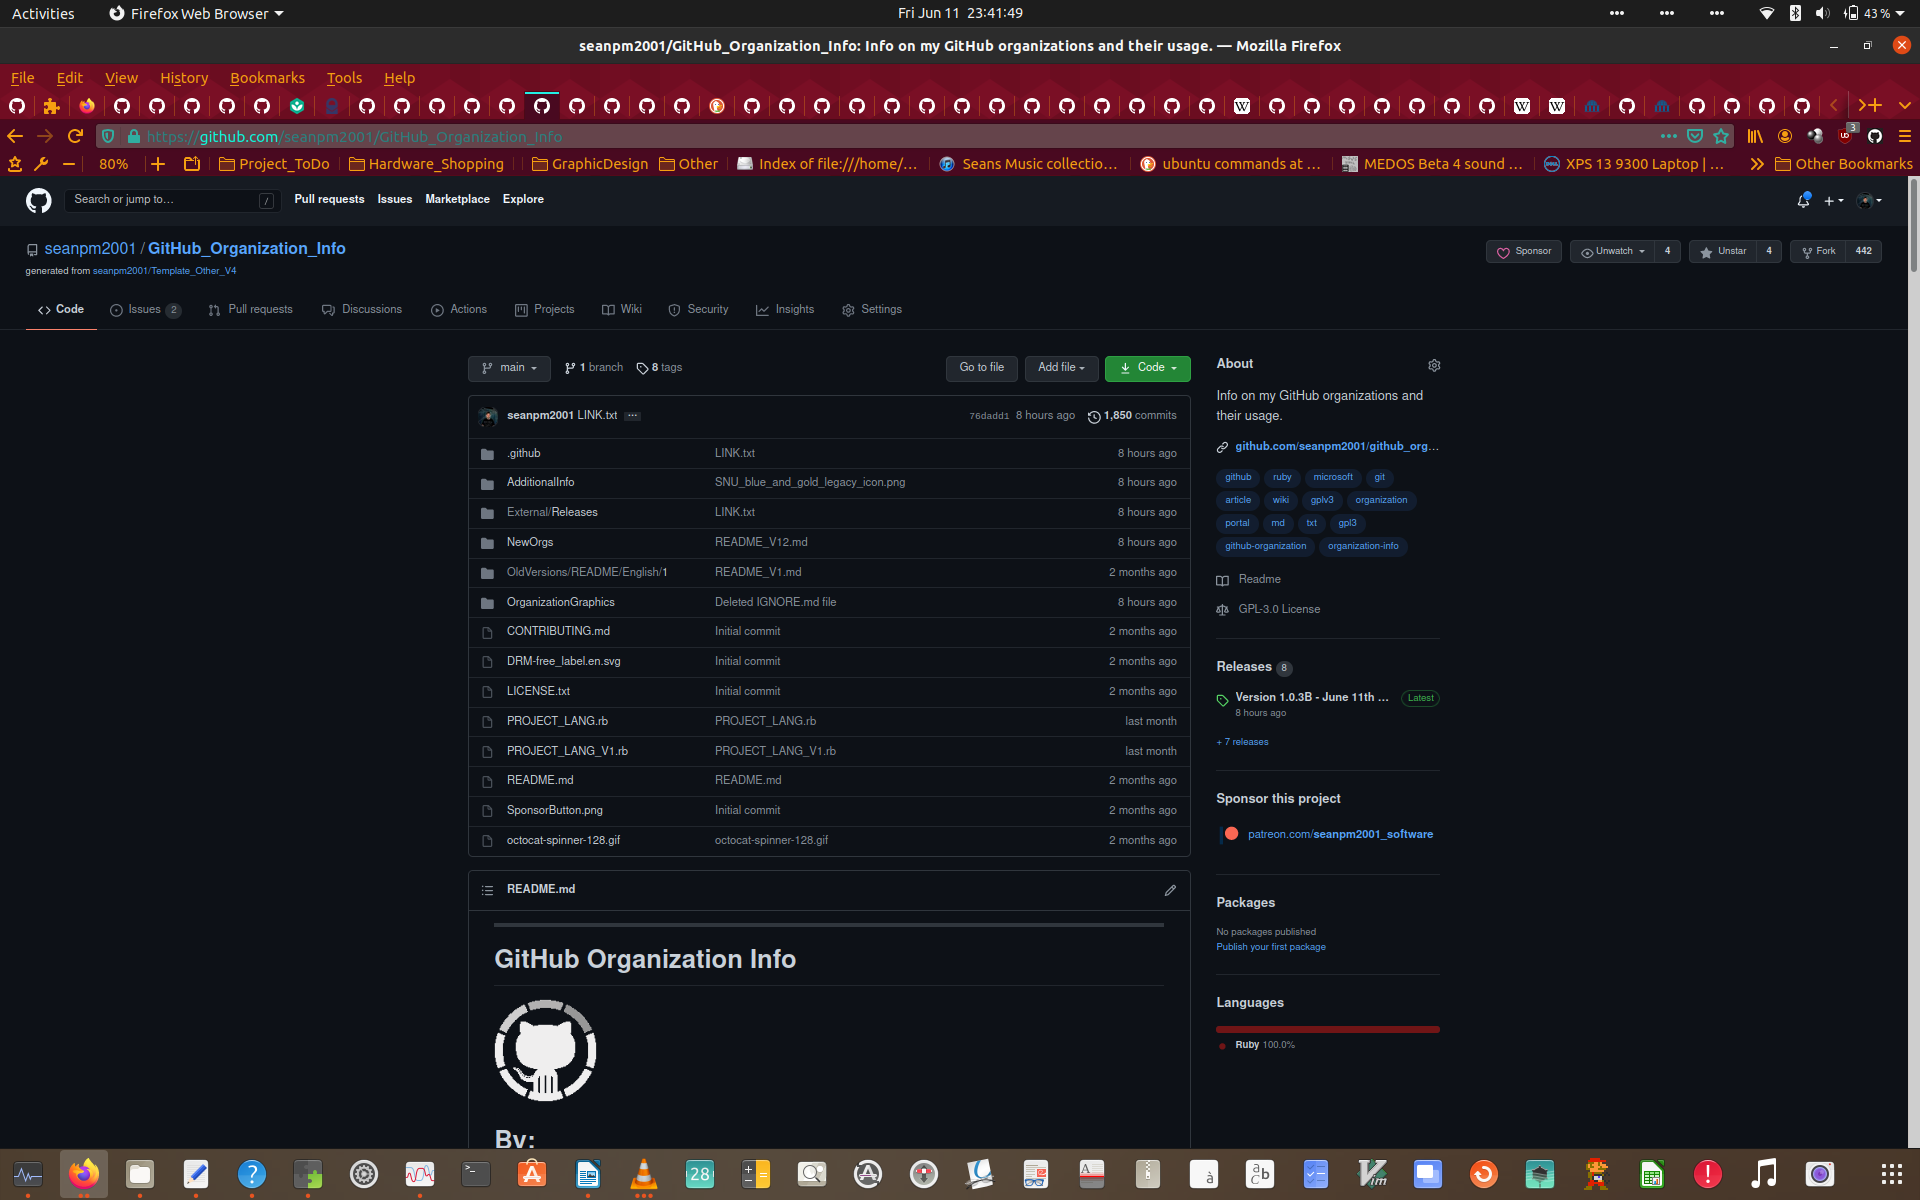 Activities Firefox Web Browser Fri Jun 11 23:41:49 43 %
seanpm2001/GitHub_Organization_Info: Info on my GitHub organizations and their usage. — Mozilla Firefox
File Edit View History Bookmarks Tools Help
https://github.com/seanpm2001/GitHub_Organization_Info 3
80% Project_ToDo Hardware_Shopping GraphicDesign Other Index of file:///home/… Seans Music collectio… ubuntu commands at … MEDOS Beta 4 sound … XPS 13 9300 Laptop | … Other Bookmarks
Search or jump to… / Pull requests Issues Marketplace Explore
seanpm2001 / GitHub_Organization_Info Sponsor Unwatch 4 Unstar 4 Fork 442
generated from seanpm2001/Template_Other_V4
Code Issues 2 Pull requests Discussions Actions Projects Wiki Security Insights Settings
main 1 branch 8 tags Go to file Add file Code
seanpm2001 LINK.txt … 76dadd1 8 hours ago 1,850 commits
.github LINK.txt 8 hours ago
AdditionalInfo SNU_blue_and_gold_legacy_icon.png 8 hours ago
External/Releases LINK.txt 8 hours ago
NewOrgs README_V12.md 8 hours ago
OldVersions/README/English/1 README_V1.md 2 months ago
OrganizationGraphics Deleted IGNORE.md file 8 hours ago
CONTRIBUTING.md Initial commit 2 months ago
DRM-free_label.en.svg Initial commit 2 months ago
LICENSE.txt Initial commit 2 months ago
PROJECT_LANG.rb PROJECT_LANG.rb last month
PROJECT_LANG_V1.rb PROJECT_LANG_V1.rb last month
README.md README.md 2 months ago
SponsorButton.png Initial commit 2 months ago
octocat-spinner-128.gif octocat-spinner-128.gif 2 months ago
README.md
GitHub Organization Info
By:
About
Info on my GitHub organizations and
their usage.
github.com/seanpm2001/github_org…
github ruby microsoft git
article wiki gplv3 organization
portal md txt gpl3
github-organization organization-info
Readme
GPL-3.0 License
Releases 8
Version 1.0.3B - June 11th … Latest
8 hours ago
+ 7 releases
Sponsor this project
patreon.com/seanpm2001_software
Packages
No packages published
Publish your first package
Languages
Ruby 100.0%
28